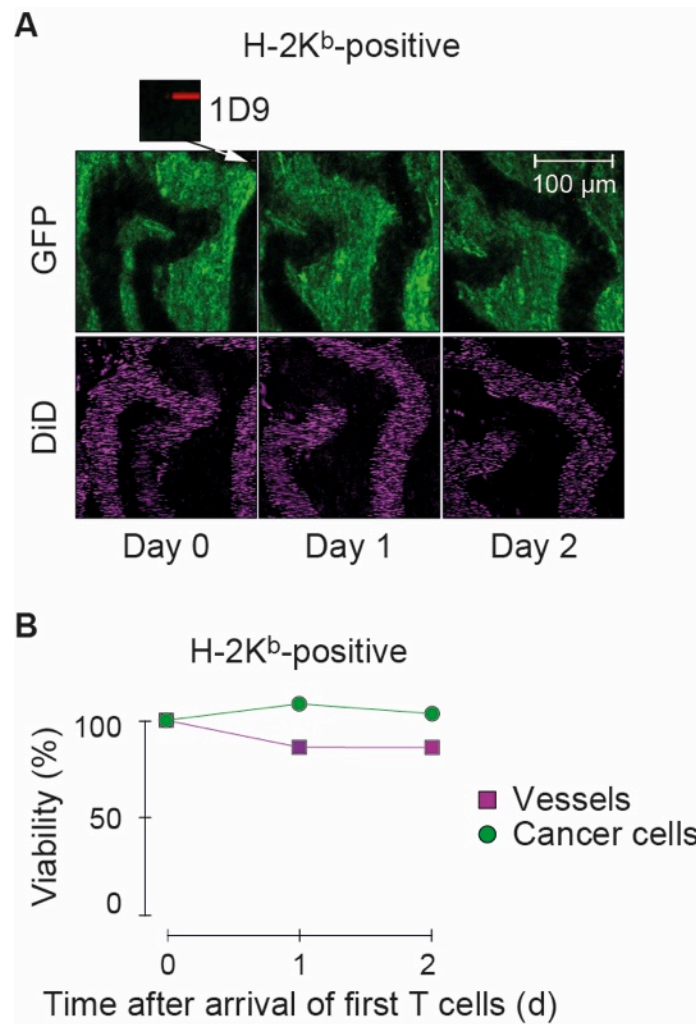 A
H-2Kᵇ-positive
1D9
100 µm
GFP
DiD
Day 0 Day 1 Day 2
B
H-2Kᵇ-positive
Viability (%)
100
50
0
Vessels
Cancer cells
0 1 2
Time after arrival of first T cells (d)